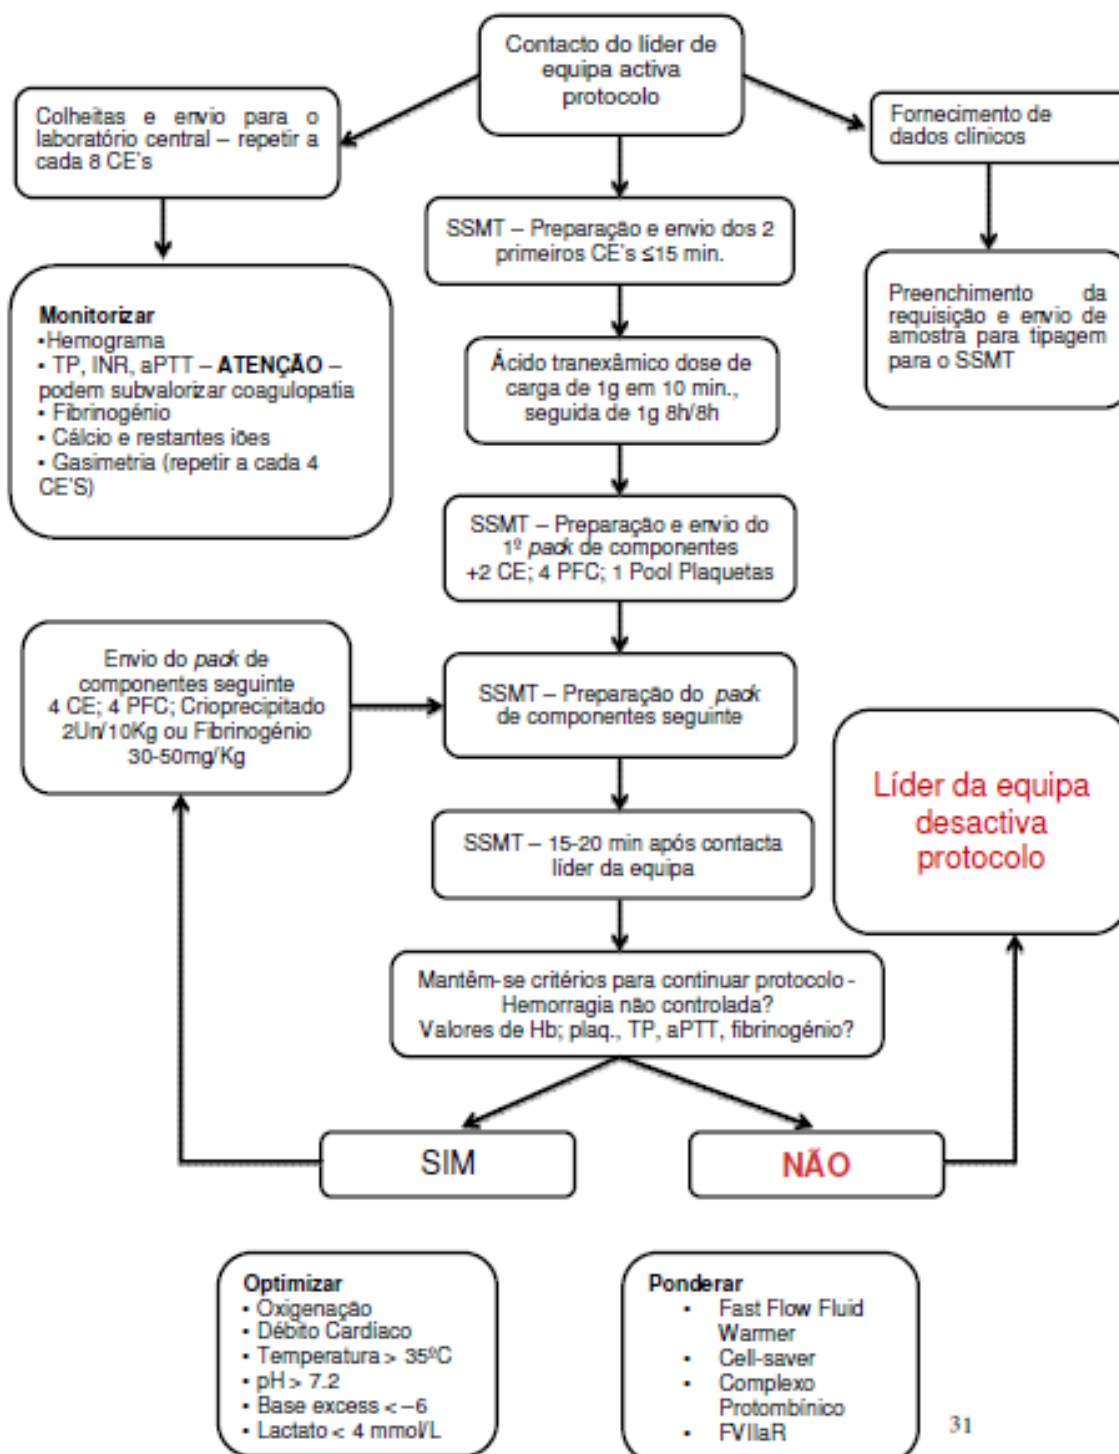 Contacto do líder de
equipa activa
protocolo
Colheitas e envio para o
laboratório central – repetir a
cada 8 CE's
Fornecimento de
dados clínicos
SSMT – Preparação e envio dos 2
primeiros CE's ≤15 min.
Monitorizar
•Hemograma
• TP, INR, aPTT – ATENÇÃO –
podem subvalorizar coagulopatia
• Fibrinogénio
• Cálcio e restantes iões
• Gasimetria (repetir a cada 4
CE'S)
Preenchimento da
requisição e envio de
amostra para tipagem
para o SSMT
Ácido tranexâmico dose de
carga de 1g em 10 min.,
seguida de 1g 8h/8h
SSMT – Preparação e envio do
1º pack de componentes
+2 CE; 4 PFC; 1 Pool Plaquetas
Envio do pack de
componentes seguinte
4 CE; 4 PFC; Crioprecipitado
2Un/10Kg ou Fibrinogénio
30-50mg/Kg
SSMT – Preparação do pack
de componentes seguinte
Líder da equipa
desactiva
protocolo
SSMT – 15-20 min após contacta
líder da equipa
Mantêm-se critérios para continuar protocolo -
Hemorragia não controlada?
Valores de Hb; plaq., TP, aPTT, fibrinogénio?
SIM
NÃO
Optimizar
• Oxigenação
• Débito Cardíaco
• Temperatura > 35ºC
• pH > 7.2
• Base excess < –6
• Lactato < 4 mmol/L
Ponderar
• Fast Flow Fluid
Warmer
• Cell-saver
• Complexo
Protombínico
• FVIIaR
31